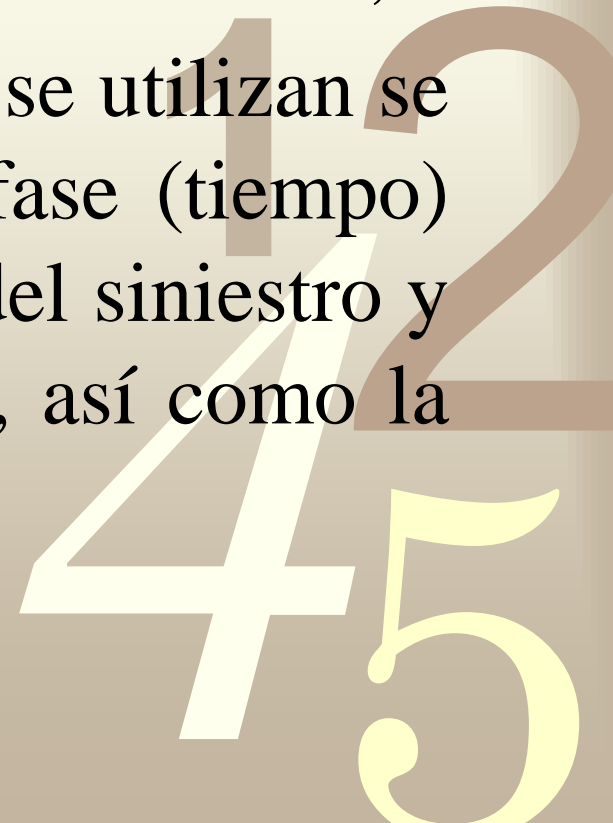 se utilizan se
fase (tiempo)
del siniestro y
, así como la
1 2
4
5